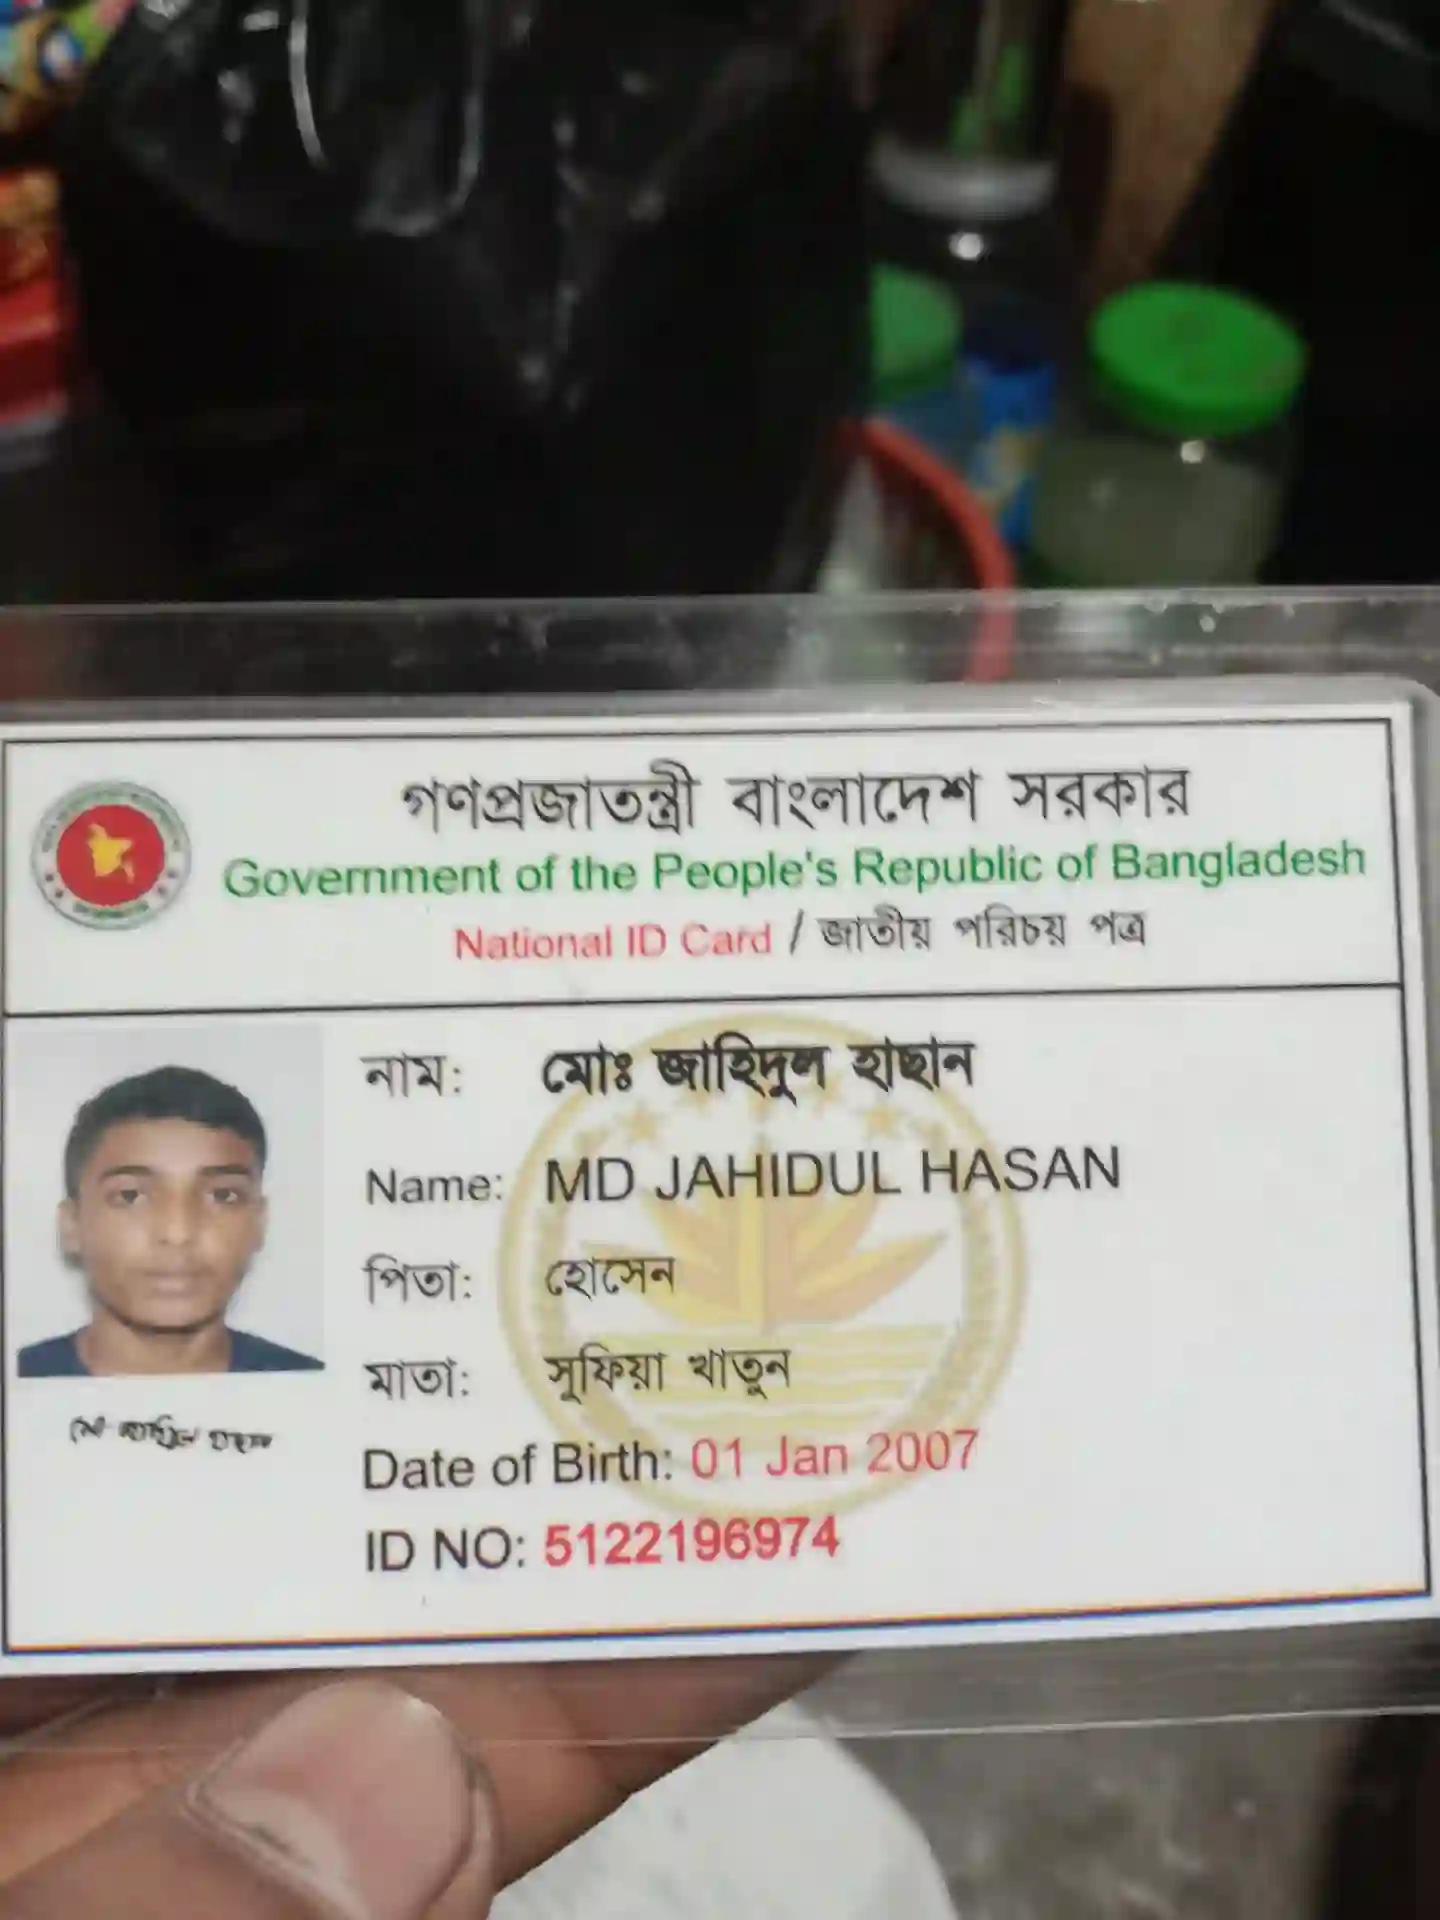 গণপ্রজাতন্ত্রী বাংলাদেশ সরকার
Government of the People's Republic of Bangladesh
National ID Card / জাতীয় পরিচয় পত্র
নাম: মোঃ জাহিদুল হাছান
Name: MD JAHIDUL HASAN
পিতা: হোসেন
মাতা: সুফিয়া খাতুন
Date of Birth: 01 Jan 2007
ID NO: 5122196974